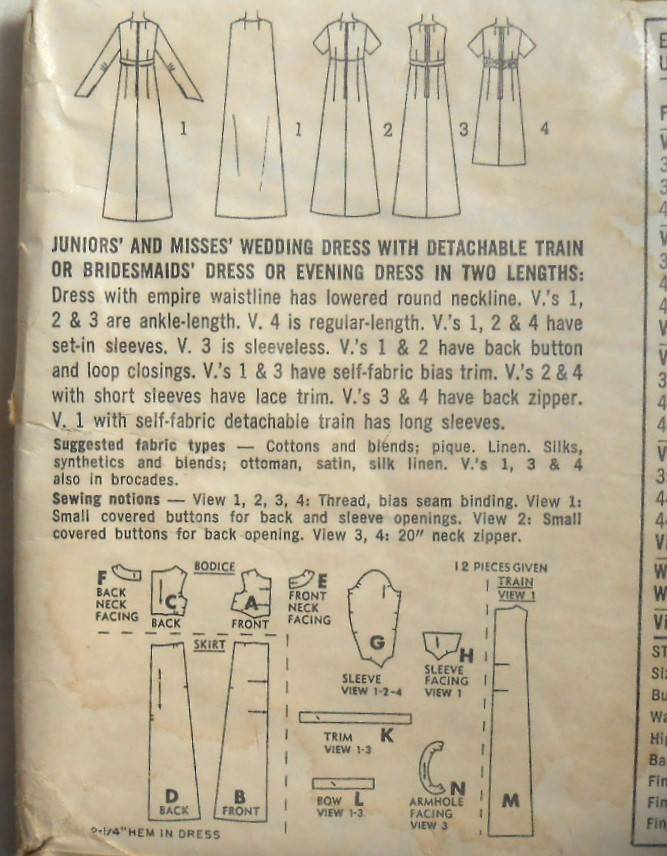 1
1
2
3
4
JUNIORS' AND MISSES' WEDDING DRESS WITH DETACHABLE TRAIN
OR BRIDESMAIDS' DRESS OR EVENING DRESS IN TWO LENGTHS:
Dress with empire waistline has lowered round neckline. V.'s 1,
2 & 3 are ankle-length. V. 4 is regular-length. V.'s 1, 2 & 4 have
set-in sleeves. V. 3 is sleeveless. V.'s 1 & 2 have back button
and loop closings. V.'s 1 & 3 have self-fabric bias trim. V.'s 2 & 4
with short sleeves have lace trim. V.'s 3 & 4 have back zipper.
V. 1 with self-fabric detachable train has long sleeves.
Suggested fabric types — Cottons and blends; pique. Linen. Silks,
synthetics and blends; ottoman, satin, silk linen. V.'s 1, 3 & 4
also in brocades.
Sewing notions — View 1, 2, 3, 4: Thread, bias seam binding. View 1:
Small covered buttons for back and sleeve openings. View 2: Small
covered buttons for back opening. View 3, 4: 20" neck zipper.
12 PIECES GIVEN
BODICE
F
BACK
NECK
FACING
C
BACK
A
FRONT
E
FRONT
NECK
FACING
G
SLEEVE
VIEW 1-2-4
H
SLEEVE
FACING
VIEW 1
TRAIN
VIEW 1
M
SKIRT
D
BACK
B
FRONT
TRIM K
VIEW 1-3
BOW L
VIEW 1-3
N
ARMHOLE
FACING
VIEW 3
2-1/4" HEM IN DRESS